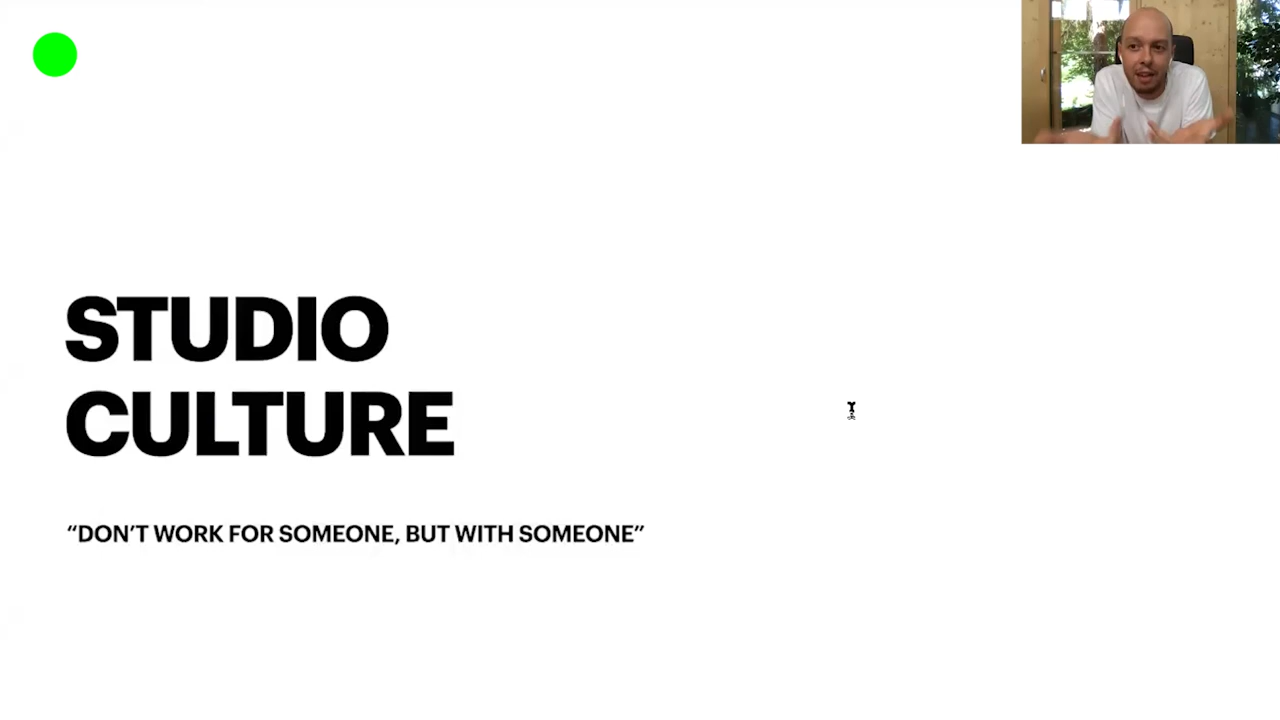 STUDIO
CULTURE
“DON’T WORK FOR SOMEONE, BUT WITH SOMEONE”